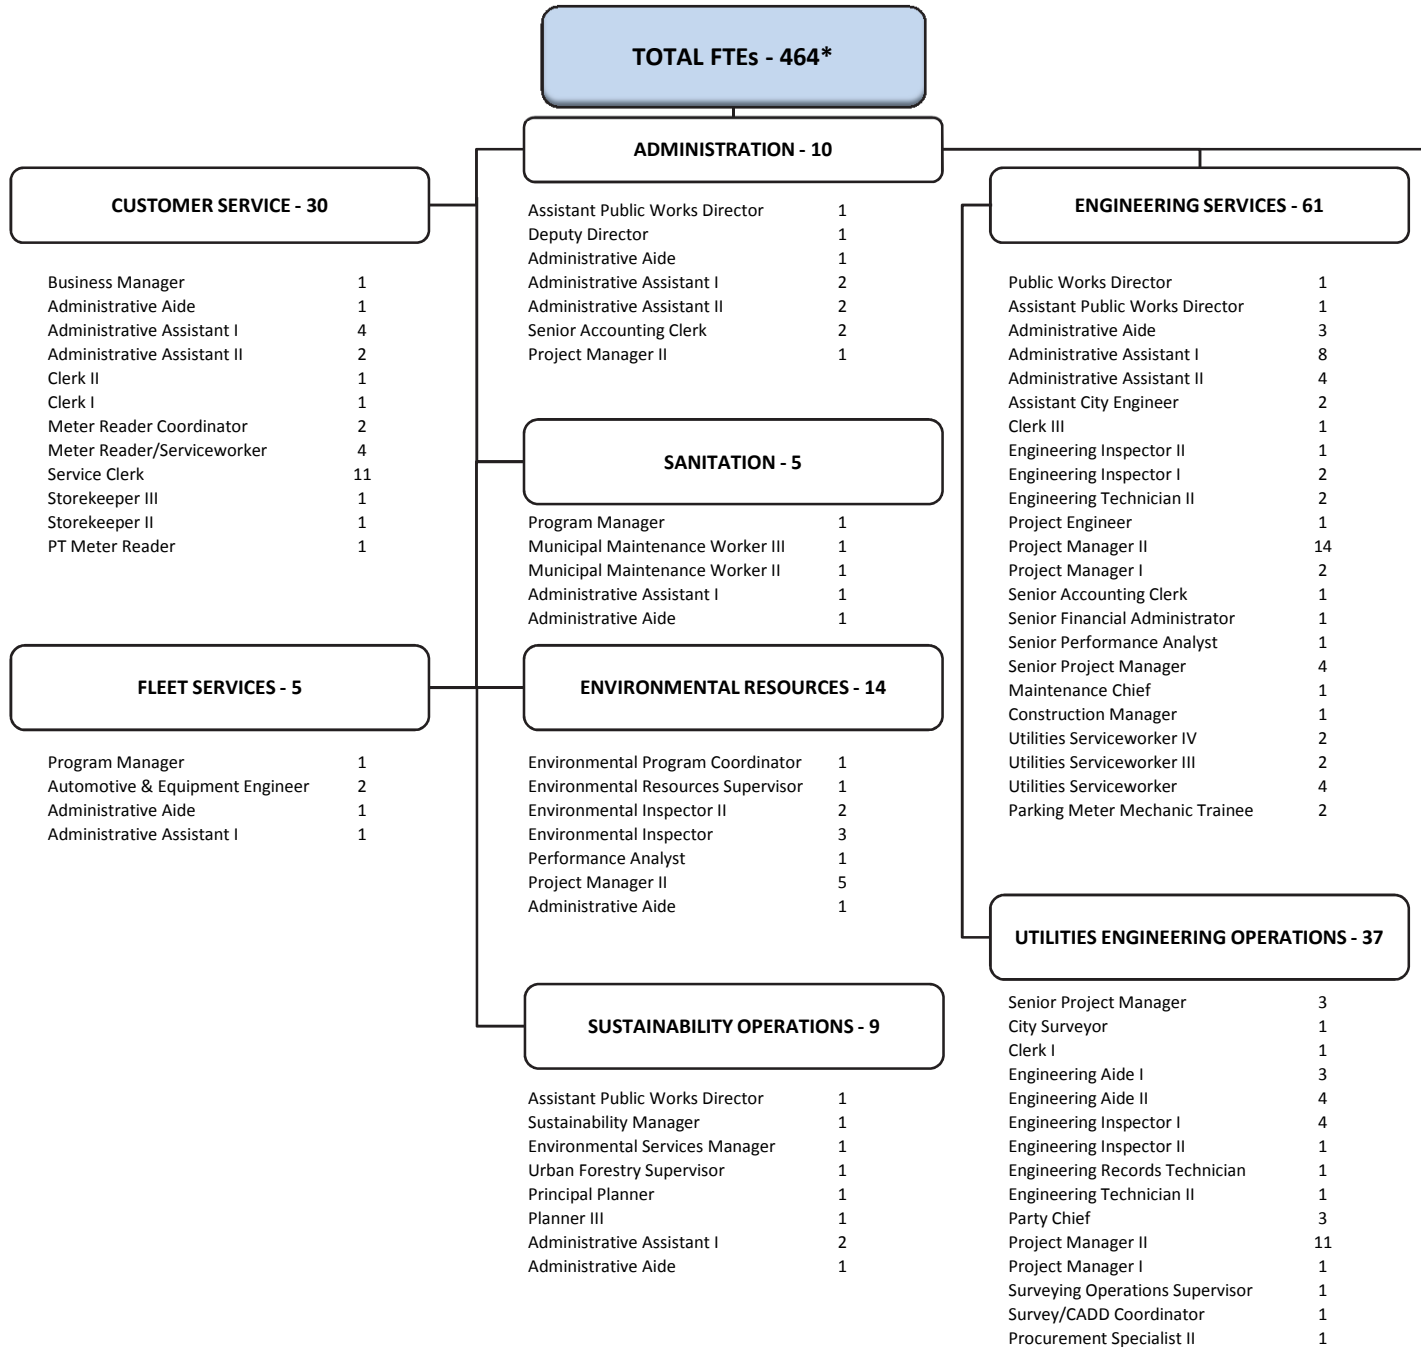 TOTAL FTEs - 464*
ADMINISTRATION - 10
Assistant Public Works Director 1
Deputy Director 1
Administrative Aide 1
Administrative Assistant I 2
Administrative Assistant II 2
Senior Accounting Clerk 2
Project Manager II 1
CUSTOMER SERVICE - 30
Business Manager 1
Administrative Aide 1
Administrative Assistant I 4
Administrative Assistant II 2
Clerk II 1
Clerk I 1
Meter Reader Coordinator 2
Meter Reader/Serviceworker 4
Service Clerk 11
Storekeeper III 1
Storekeeper II 1
PT Meter Reader 1
SANITATION - 5
Program Manager 1
Municipal Maintenance Worker III 1
Municipal Maintenance Worker II 1
Administrative Assistant I 1
Administrative Aide 1
FLEET SERVICES - 5
Program Manager 1
Automotive & Equipment Engineer 2
Administrative Aide 1
Administrative Assistant I 1
ENVIRONMENTAL RESOURCES - 14
Environmental Program Coordinator 1
Environmental Resources Supervisor 1
Environmental Inspector II 2
Environmental Inspector 3
Performance Analyst 1
Project Manager II 5
Administrative Aide 1
SUSTAINABILITY OPERATIONS - 9
Assistant Public Works Director 1
Sustainability Manager 1
Environmental Services Manager 1
Urban Forestry Supervisor 1
Principal Planner 1
Planner III 1
Administrative Assistant I 2
Administrative Aide 1
ENGINEERING SERVICES - 61
Public Works Director 1
Assistant Public Works Director 1
Administrative Aide 3
Administrative Assistant I 8
Administrative Assistant II 4
Assistant City Engineer 2
Clerk III 1
Engineering Inspector II 1
Engineering Inspector I 2
Engineering Technician II 2
Project Engineer 1
Project Manager II 14
Project Manager I 2
Senior Accounting Clerk 1
Senior Financial Administrator 1
Senior Performance Analyst 1
Senior Project Manager 4
Maintenance Chief 1
Construction Manager 1
Utilities Serviceworker IV 2
Utilities Serviceworker III 2
Utilities Serviceworker 4
Parking Meter Mechanic Trainee 2
UTILITIES ENGINEERING OPERATIONS - 37
Senior Project Manager 3
City Surveyor 1
Clerk I 1
Engineering Aide I 3
Engineering Aide II 4
Engineering Inspector I 4
Engineering Inspector II 1
Engineering Records Technician 1
Engineering Technician II 1
Party Chief 3
Project Manager II 11
Project Manager I 1
Surveying Operations Supervisor 1
Survey/CADD Coordinator 1
Procurement Specialist II 1